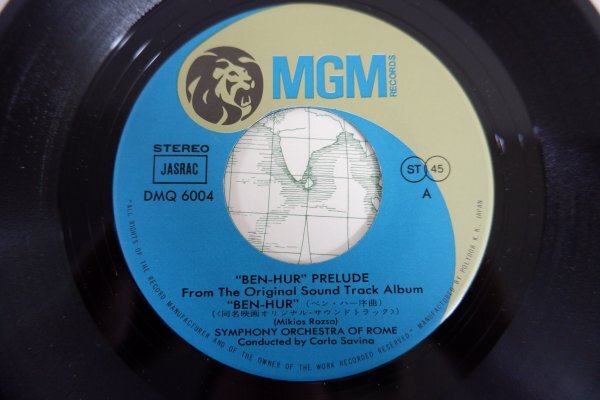 MGM
RECORDS
STEREO
JASRAC
DMQ 6004
ST 45
A
"BEN-HUR" PRELUDE
From The Original Sound Track Album
"BEN-HUR" (ベン・ハー序曲)
(〈同名映画オリジナル・サウンドトラック〉)
(Mikios Rozsa)
SYMPHONY ORCHESTRA OF ROME
Conducted by Carlo Savina
"ALL RIGHTS OF THE RECORD MANUFACTURER AND OF THE OWNER OF THE WORK RECORDED RESERVED." MANUFACTURED BY POLYDOR K. K., JAPAN